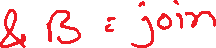 & B = join